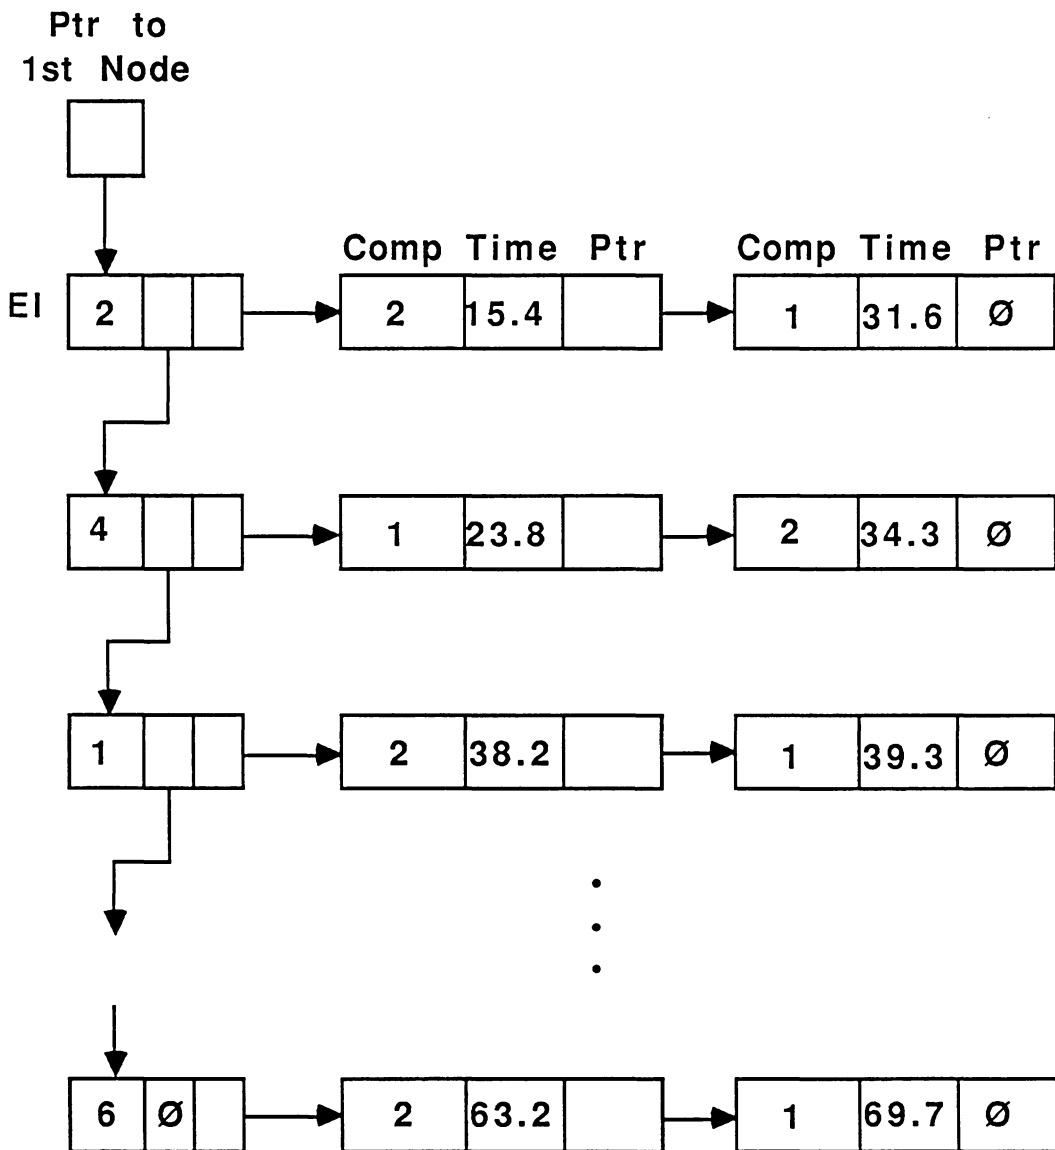 Ptr to
1st Node
Comp Time Ptr Comp Time Ptr
El 2 2 15.4 1 31.6 Ø
4 1 23.8 2 34.3 Ø
1 2 38.2 1 39.3 Ø
6 Ø 2 63.2 1 69.7 Ø